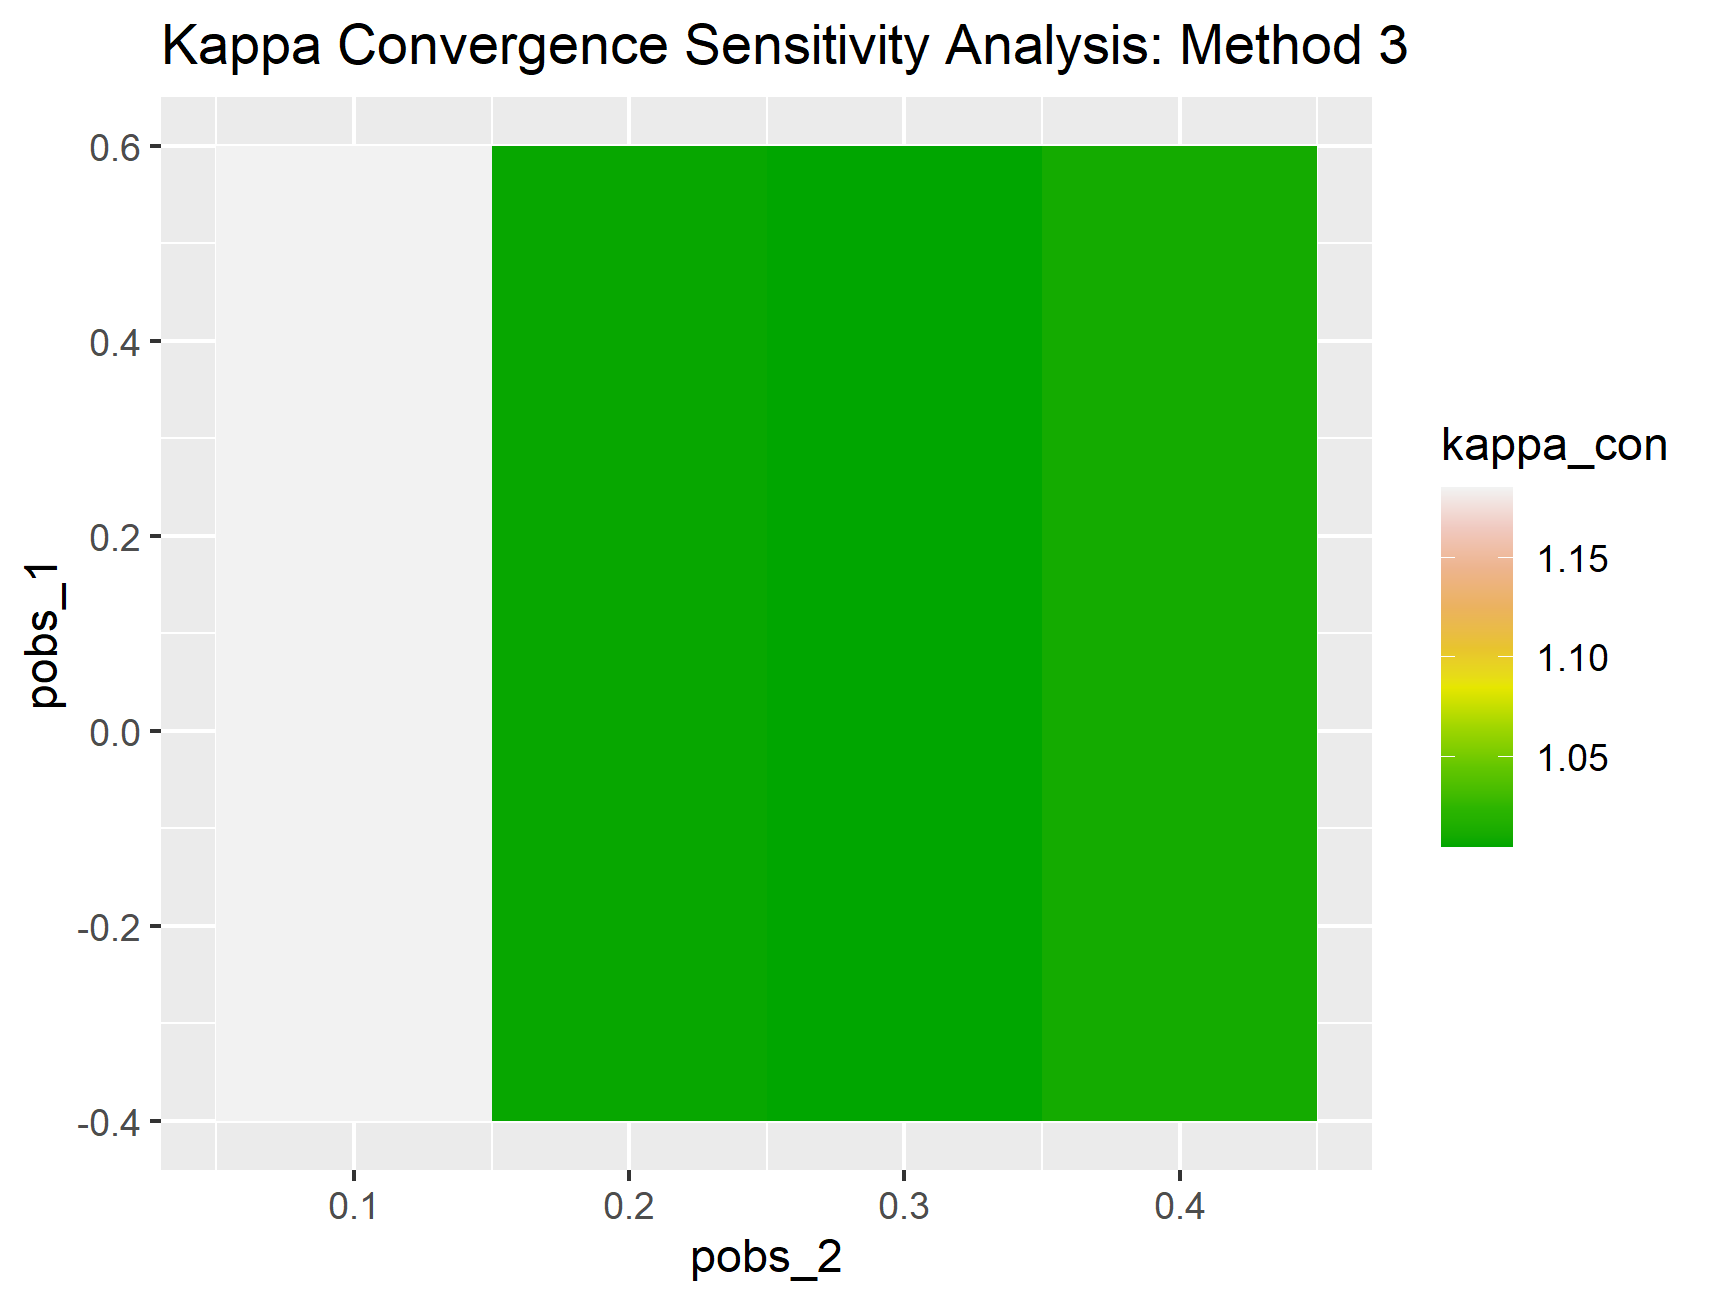 Kappa Convergence Sensitivity Analysis: Method 3
0.6
0.4
0.2
0.0
-0.2
-0.4
pobs_1
0.1 0.2 0.3 0.4
pobs_2
kappa_con
1.15
1.10
1.05